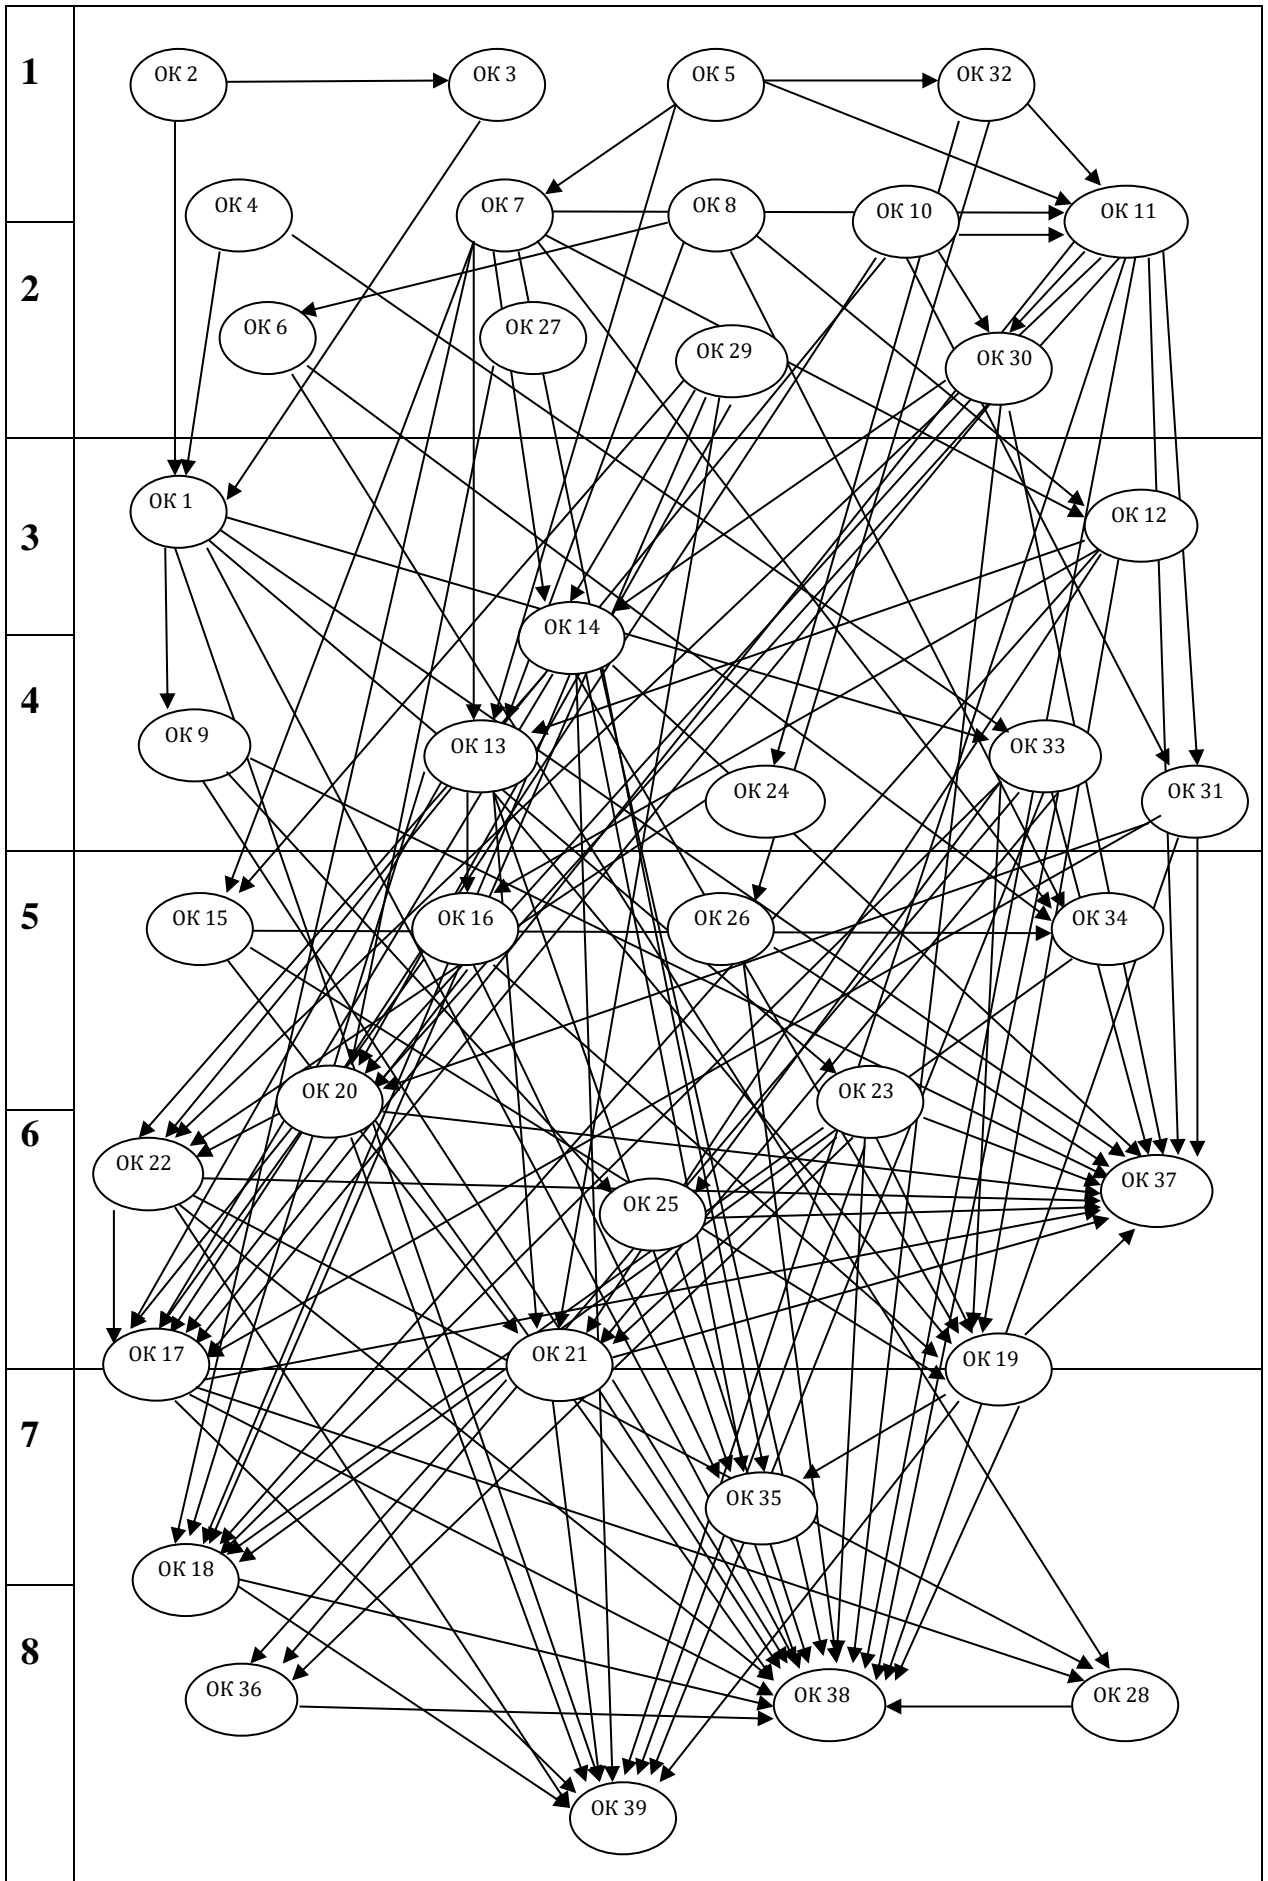 1
ОК 2
ОК 3
ОК 5
ОК 32
ОК 4
ОК 7
ОК 8
ОК 10
ОК 11
2
ОК 6
ОК 27
ОК 29
ОК 30
ОК 1
ОК 12
3
ОК 14
4
ОК 9
ОК 13
ОК 24
ОК 33
ОК 31
5
ОК 15
ОК 16
ОК 26
ОК 34
ОК 20
ОК 23
6
ОК 22
ОК 25
ОК 37
ОК 17
ОК 21
ОК 19
7
ОК 35
ОК 18
8
ОК 36
ОК 38
ОК 28
ОК 39